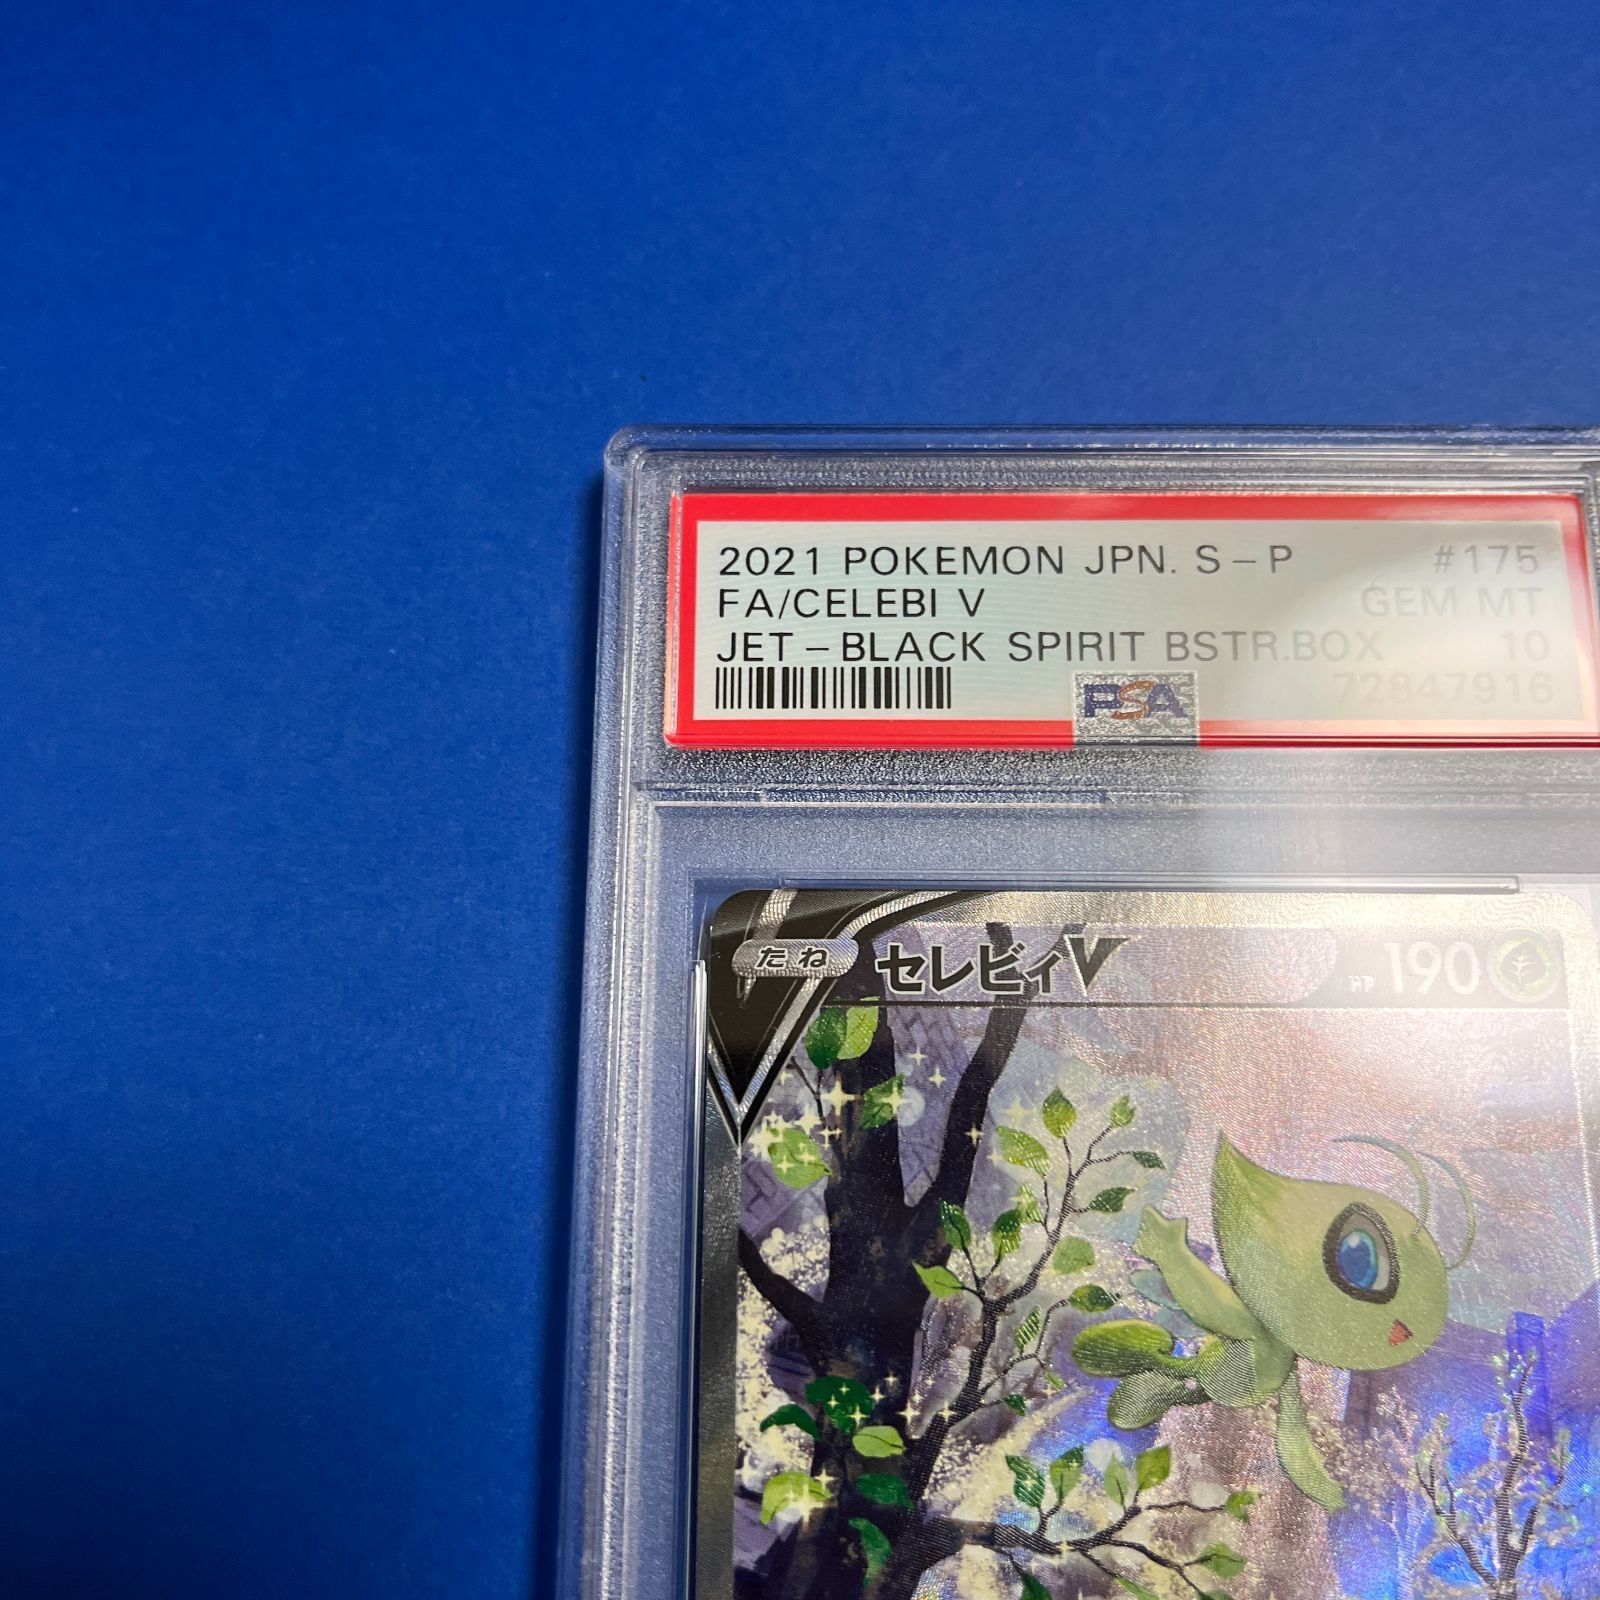 2021 POKEMON JPN. S-P #175
FA/CELEBI V GEM MT
JET-BLACK SPIRIT BSTR.BOX 10
PSA 72847916
たね セレビィV HP 190